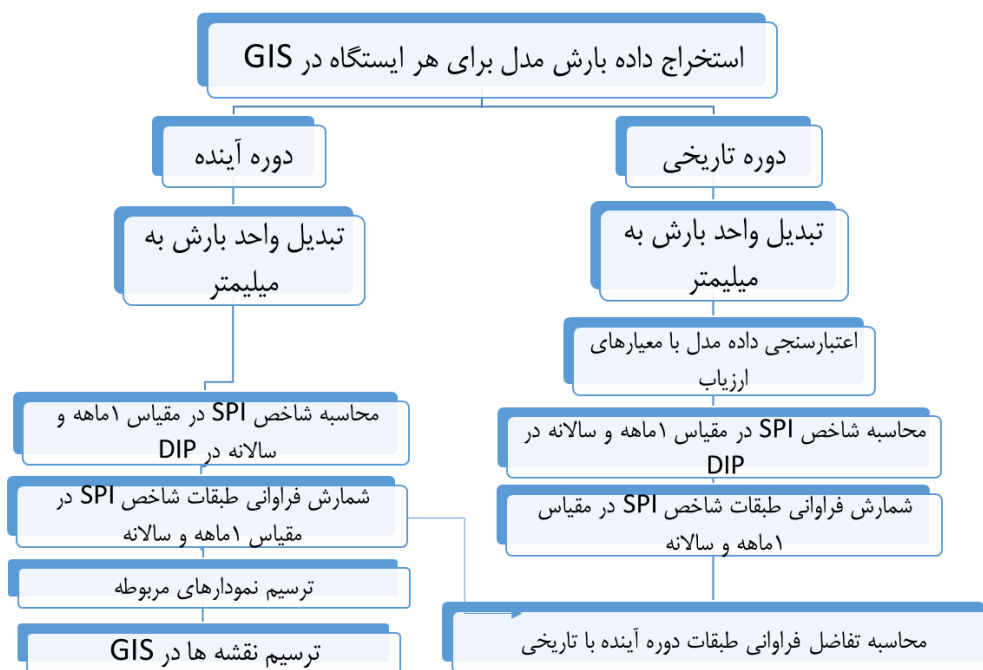 استخراج داده بارش مدل برای هر ایستگاه در GIS
دوره تاریخی
تبدیل واحد بارش به
میلیمتر
اعتبارسنجی داده مدل با معیارهای
ارزیاب
محاسبه شاخص SPI در مقیاس ۱ماهه و سالانه در
DIP
شمارش فراوانی طبقات شاخص SPI در مقیاس
۱ماهه و سالانه
محاسبه تفاضل فراوانی طبقات دوره آینده با تاریخی
دوره آینده
تبدیل واحد بارش به
میلیمتر
محاسبه شاخص SPI در مقیاس ۱ماهه و
سالانه در DIP
شمارش فراوانی طبقات شاخص SPI در
مقیاس ۱ماهه و سالانه
ترسیم نمودارهای مربوطه
ترسیم نقشه ها در GIS